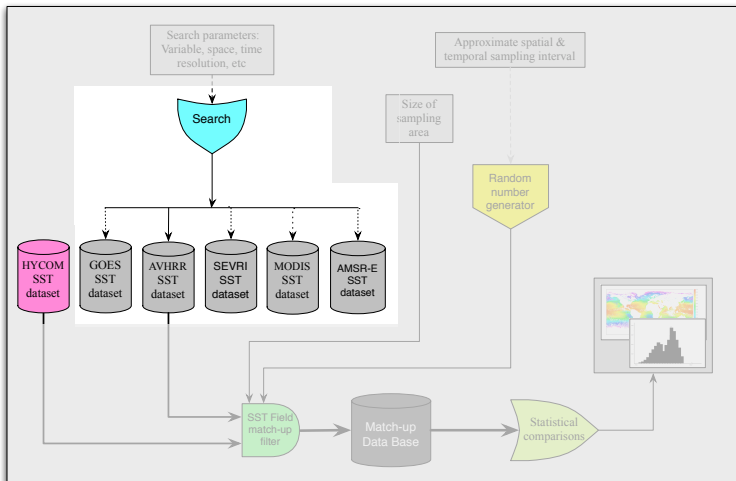 Search parameters:
Variable, space, time
resolution, etc
Approximate spatial &
temporal sampling interval
Size of
sampling
area
Search
Random
number
generator
HYCOM
SST
dataset
GOES
SST
dataset
AVHRR
SST
dataset
SEVRI
SST
dataset
MODIS
SST
dataset
AMSR-E
SST
dataset
SST Field
match-up
filter
Match-up
Data Base
Statistical
comparisons